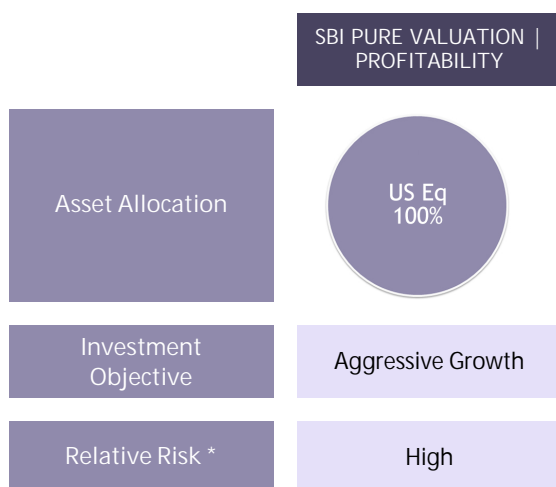 SBI PURE VALUATION |
PROFITABILITY
Asset Allocation
US Eq
100%
Investment
Objective
Aggressive Growth
Relative Risk *
High